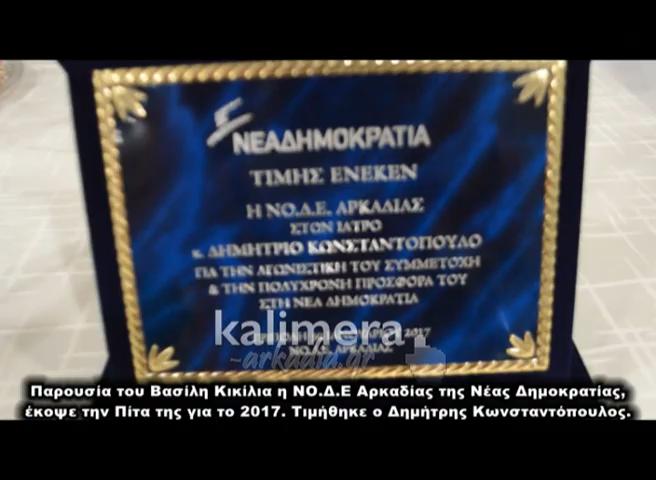 ΝΕΑΔΗΜΟΚΡΑΤΙΑ
ΤΙΜΗΣ ΕΝΕΚΕΝ
Η ΝΟ.Δ.Ε. ΑΡΚΑΔΙΑΣ
ΣΤΟΝ ΙΑΤΡΟ
κ. ΔΗΜΗΤΡΙΟ ΚΩΝΣΤΑΝΤΟΠΟΥΛΟ
ΓΙΑ ΤΗΝ ΑΓΩΝΙΣΤΙΚΗ ΤΟΥ ΣΥΜΜΕΤΟΧΗ
& ΤΗΝ ΠΟΛΥΧΡΟΝΗ ΠΡΟΣΦΟΡΑ ΤΟΥ
ΣΤΗ ΝΕΑ ΔΗΜΟΚΡΑΤΙΑ
2017
ΝΟ.Δ.Ε. ΑΡΚΑΔΙΑΣ
kalimera
-arkadia.gr
Παρουσία του Βασίλη Κικίλια η ΝΟ.Δ.Ε Αρκαδίας της Νέας Δημοκρατίας,
έκοψε την Πίτα της για το 2017. Τιμήθηκε ο Δημήτρης Κωνσταντόπουλος.